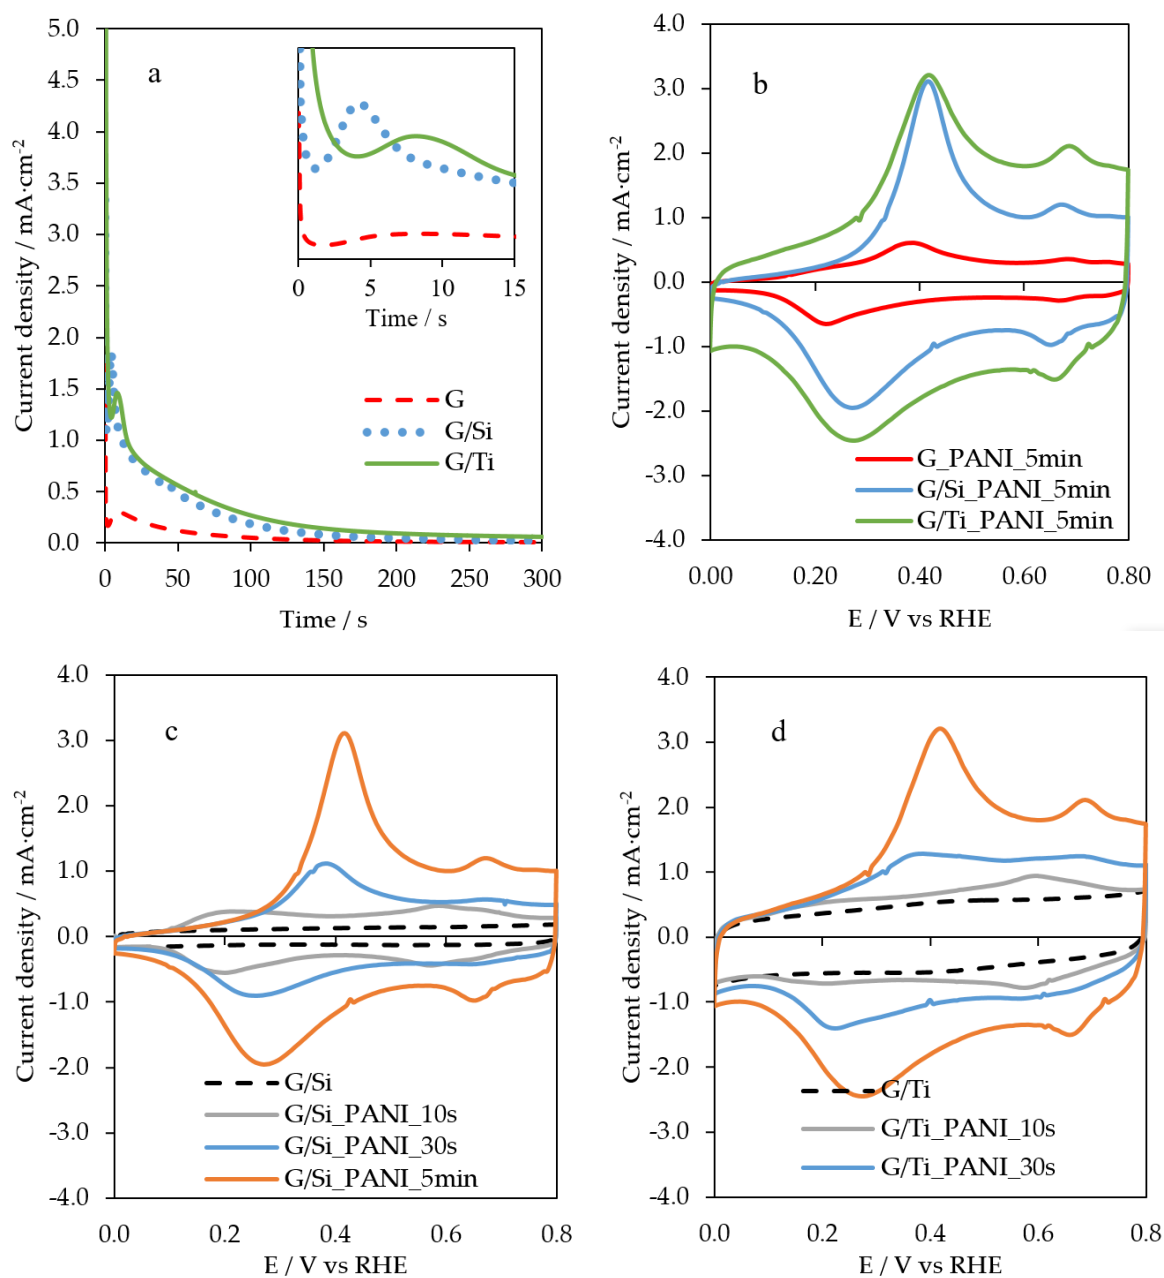 a
5.0
4.5
4.0
3.5
3.0
2.5
2.0
1.5
1.0
0.5
0.0
Current density / mA·cm-2
0 50 100 150 200 250 300
Time / s
0 5 10 15
Time / s
G
G/Si
G/Ti
b
4.0
3.0
2.0
1.0
0.0
-1.0
-2.0
-3.0
-4.0
Current density / mA·cm-2
G_PANI_5min
G/Si_PANI_5min
G/Ti_PANI_5min
0.00 0.20 0.40 0.60 0.80
E / V vs RHE
c
4.0
3.0
2.0
1.0
0.0
-1.0
-2.0
-3.0
-4.0
Current density / mA·cm-2
G/Si
G/Si_PANI_10s
G/Si_PANI_30s
G/Si_PANI_5min
0.0 0.2 0.4 0.6 0.8
E / V vs RHE
d
4.0
3.0
2.0
1.0
0.0
-1.0
-2.0
-3.0
-4.0
Current density / mA·cm-2
G/Ti
G/Ti_PANI_10s
G/Ti_PANI_30s
0.0 0.2 0.4 0.6 0.8
E / V vs RHE